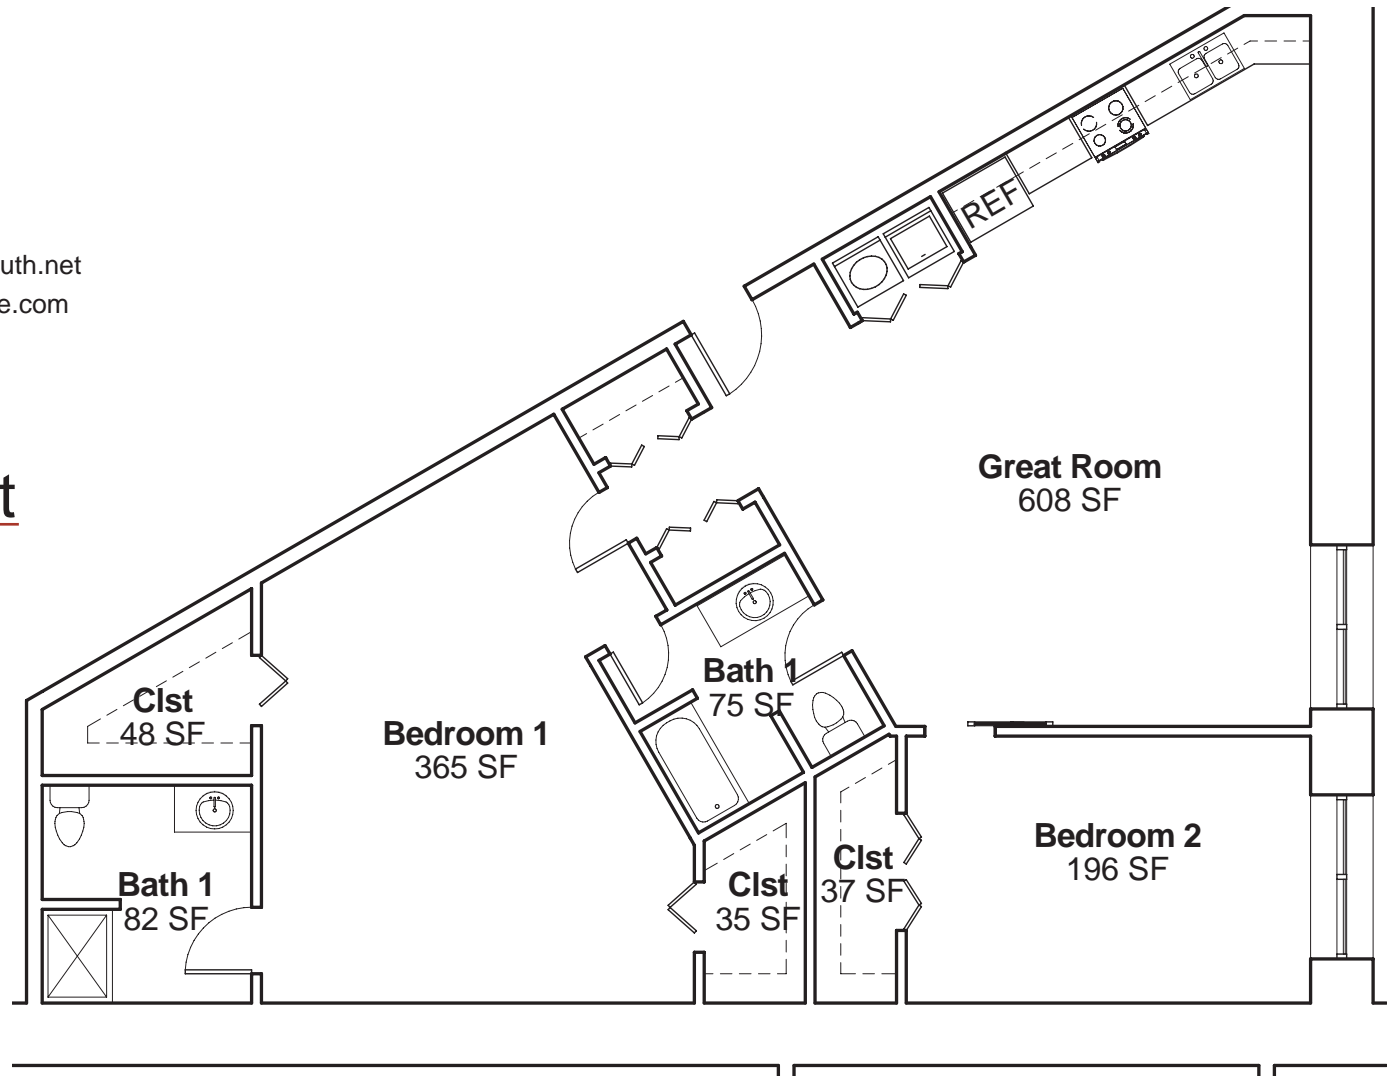 uth.net
e.com
t
REF
Great Room
608 SF
Clst
48 SF
Bedroom 1
365 SF
Bath 1
75 SF
Bath 1
82 SF
Clst
35 SF
Clst
37 SF
Bedroom 2
196 SF